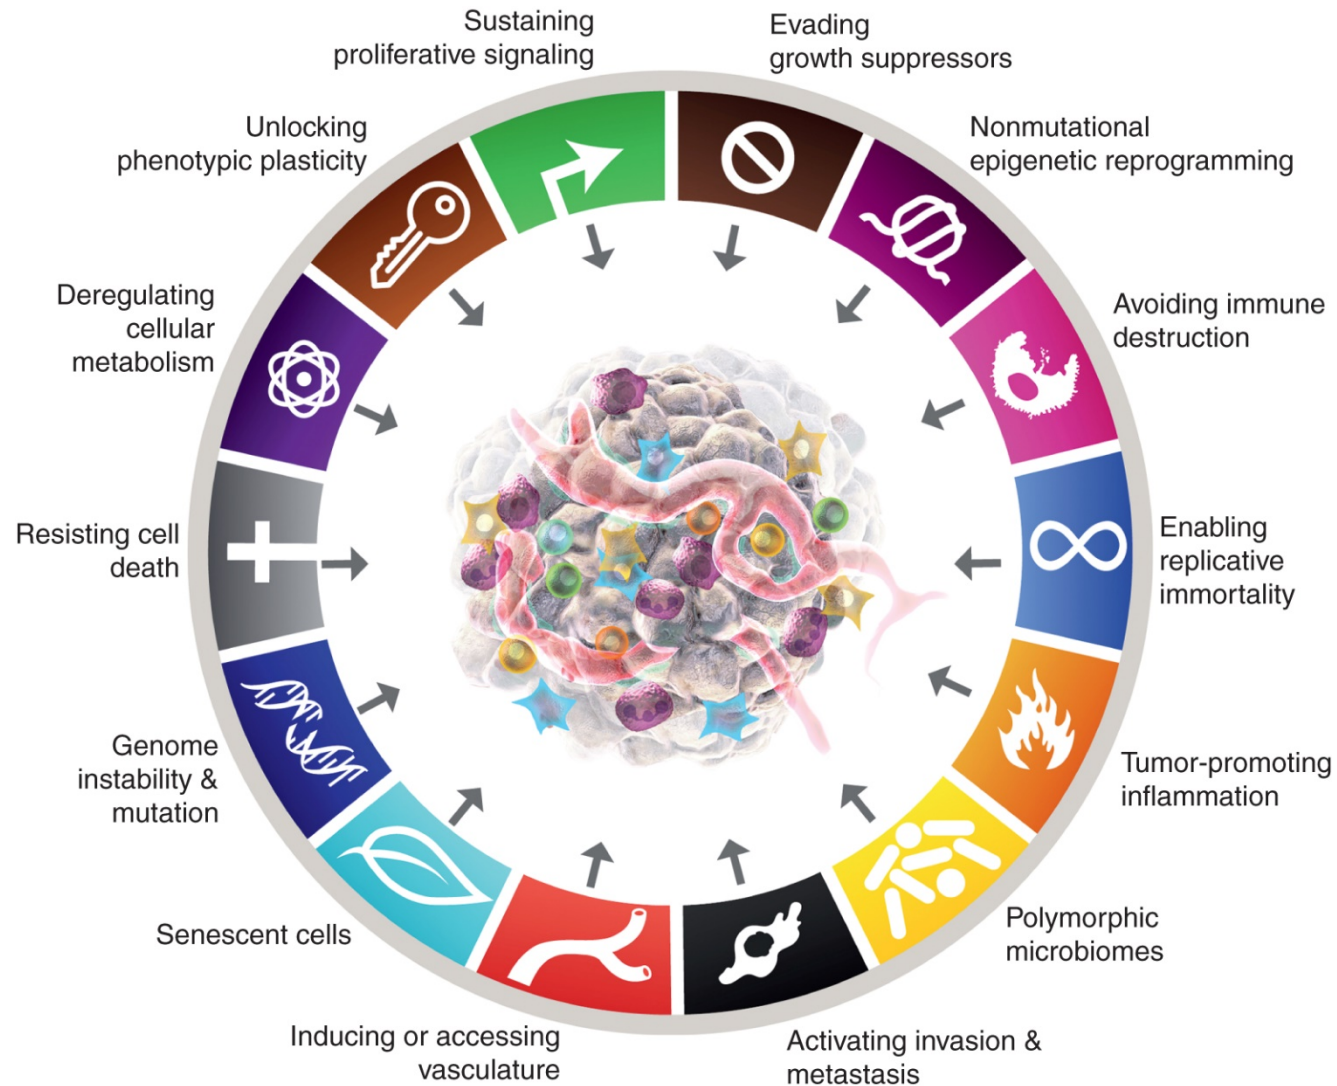 Sustaining
proliferative signaling
Evading
growth suppressors
Nonmutational
epigenetic reprogramming
Avoiding immune
destruction
Enabling
replicative
immortality
Tumor-promoting
inflammation
Polymorphic
microbiomes
Activating invasion &
metastasis
Inducing or accessing
vasculature
Senescent cells
Genome
instability &
mutation
Resisting cell
death
Deregulating
cellular
metabolism
Unlocking
phenotypic plasticity